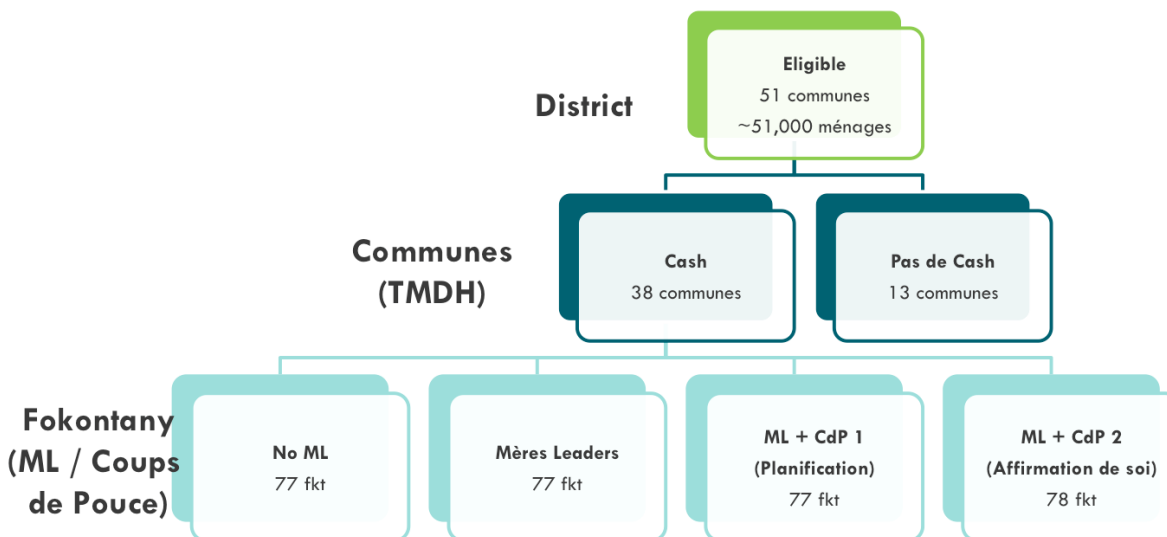 District
Eligible
51 communes
~51,000 ménages
Communes
(TMDH)
Cash
38 communes
Pas de Cash
13 communes
Fokontany
(ML / Coups
de Pouce)
No ML
77 fkt
Mères Leaders
77 fkt
ML + CdP 1
(Planification)
77 fkt
ML + CdP 2
(Affirmation de soi)
78 fkt